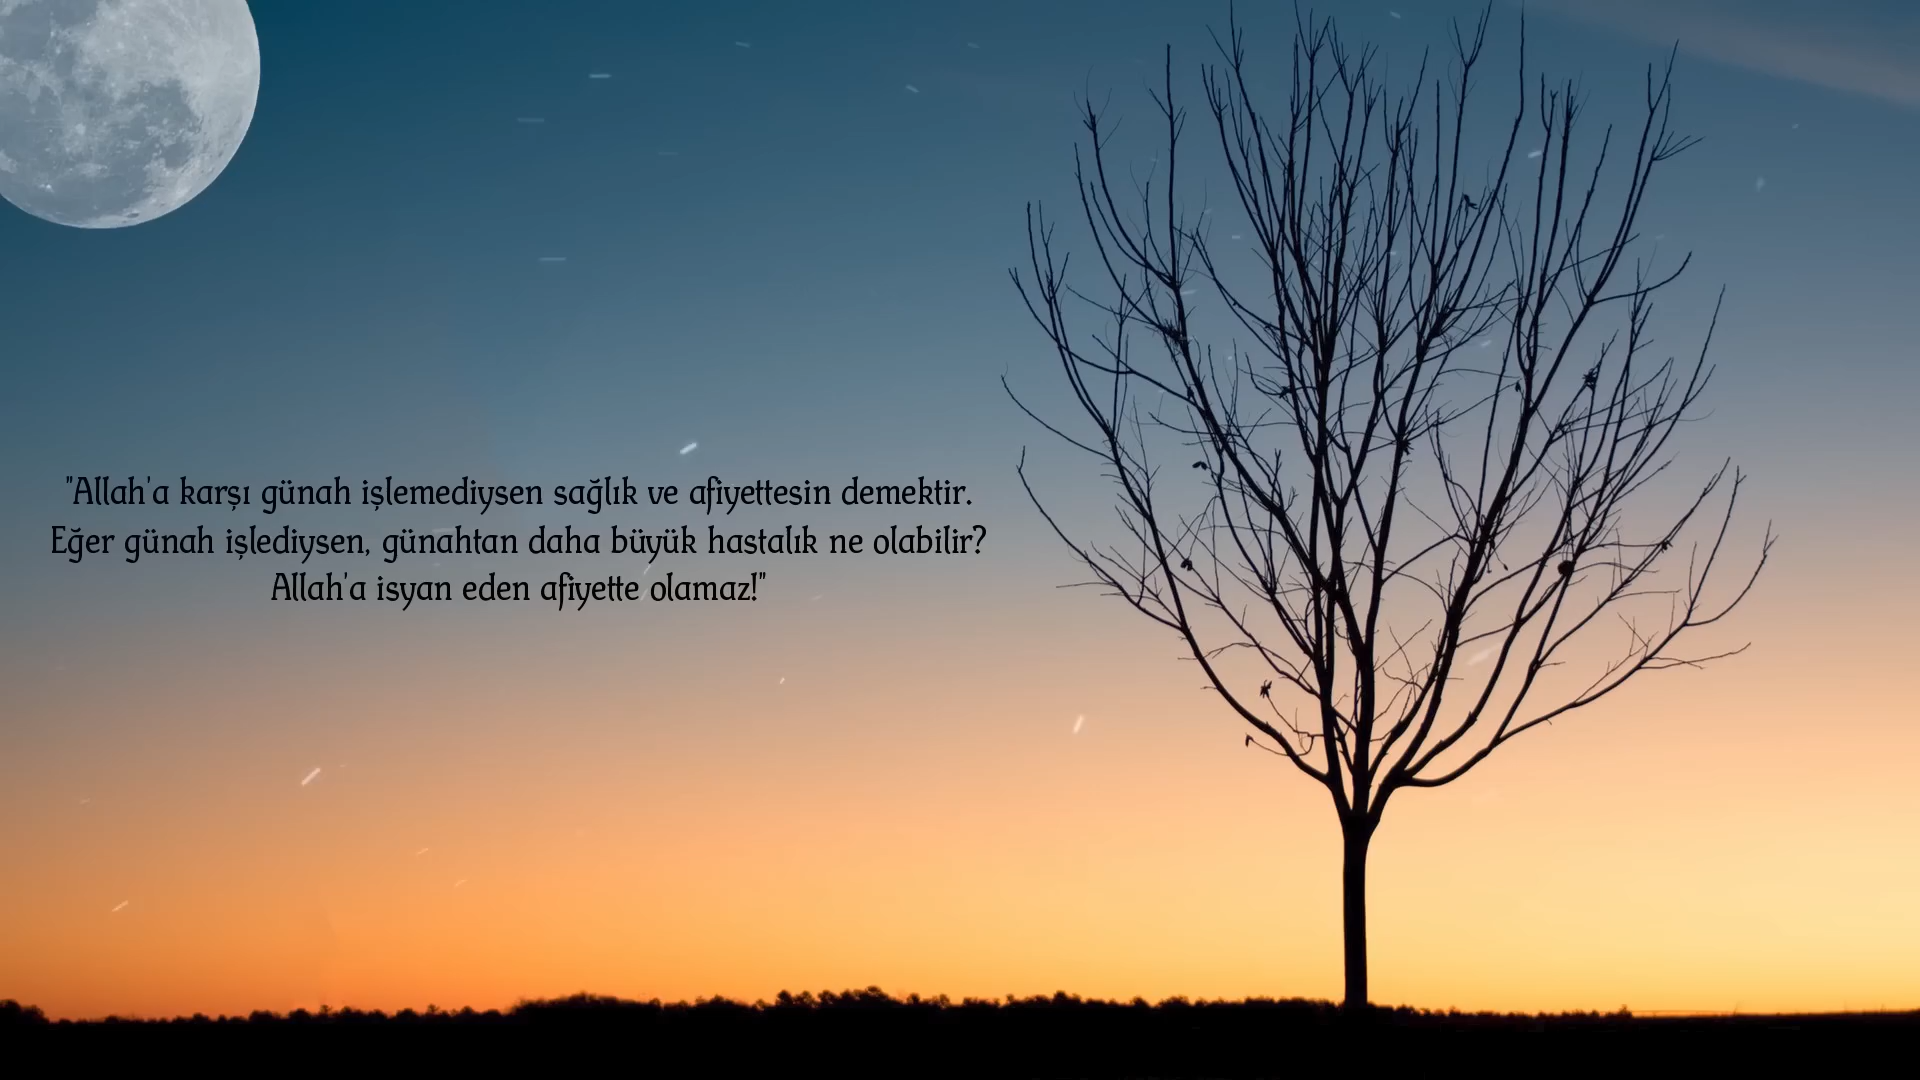 "Allah'a karşı günah işlemediysen sağlık ve afiyettesin demektir.
Eğer günah işlediysen, günahtan daha büyük hastalık ne olabilir?
Allah'a isyan eden afiyette olamaz!"